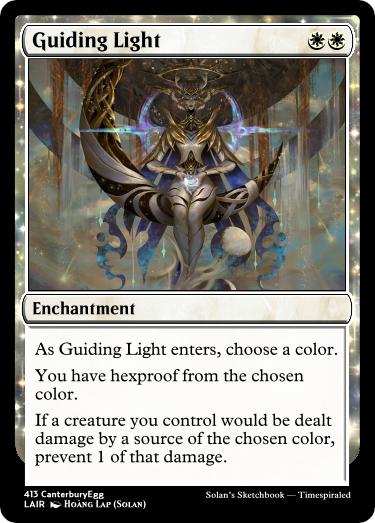 Guiding Light
Enchantment
As Guiding Light enters, choose a color.
You have hexproof from the chosen
color.
If a creature you control would be dealt
damage by a source of the chosen color,
prevent 1 of that damage.
413 CanterburyEgg
LAIR Hoàng Lap (Solan)
Solan's Sketchbook — Timespiraled